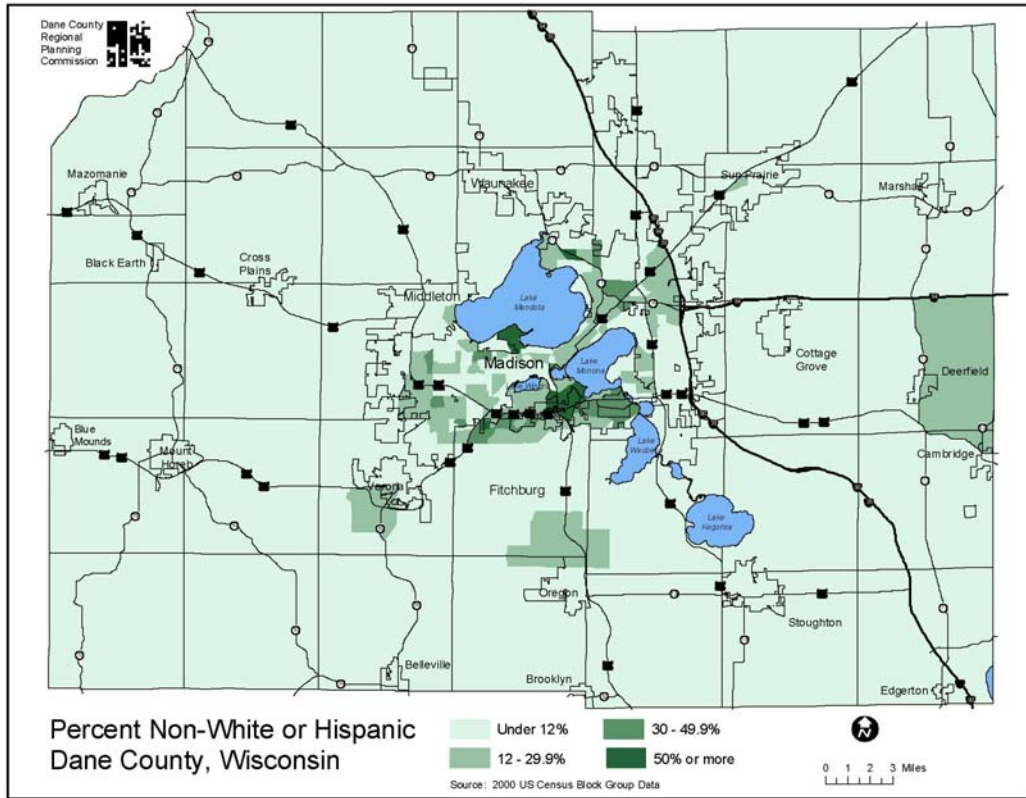 Dane County
Regional
Planning
Commission
Mazomanie
Waunakee
Sun Prairie
Marshall
Black Earth
Cross
Plains
Middleton
Lake
Mendota
Madison
Lake
Monona
Cottage
Grove
Deerfield
Blue
Mounds
Mount
Horeb
Verona
Fitchburg
Lake
Cambridge
Lake
Kegonsa
Oregon
Stoughton
Belleville
Brooklyn
Edgerton
Percent Non-White or Hispanic
Dane County, Wisconsin
Under 12%
30 - 49.9%
12 - 29.9%
50% or more
Source: 2000 US Census Block Group Data
N
0 1 2 3 Miles